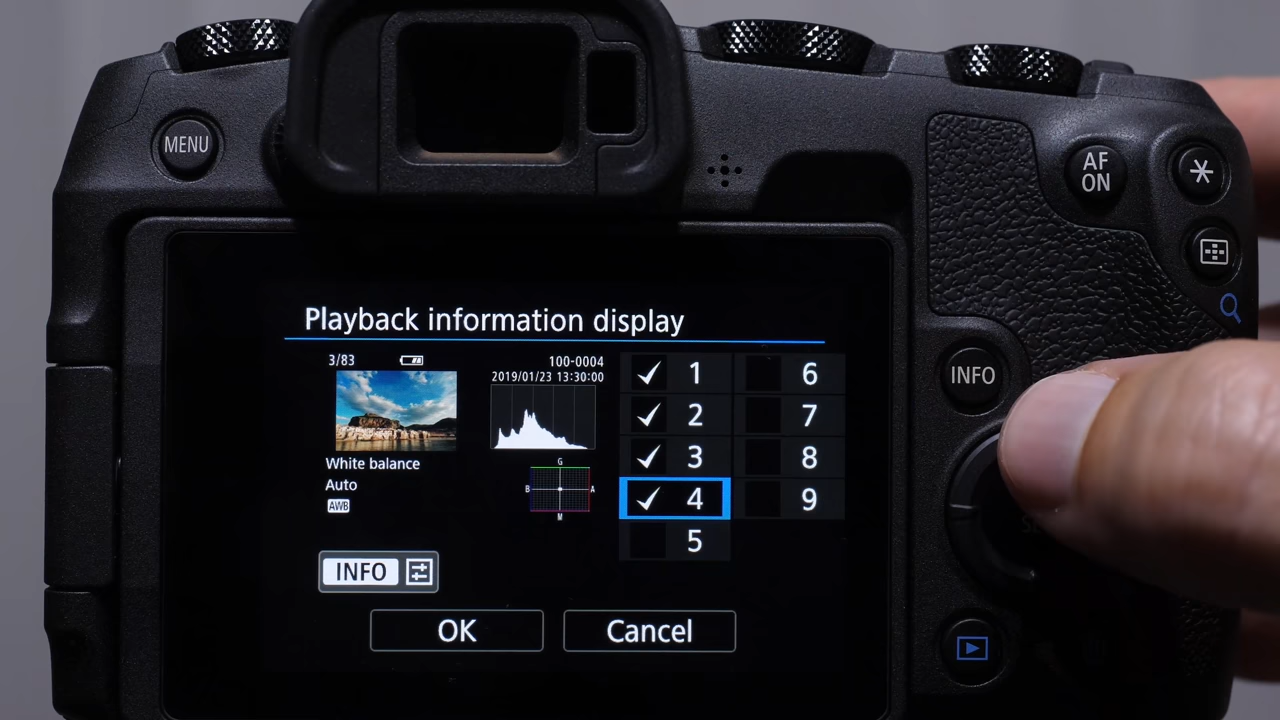 MENU
AF
ON
Playback information display
3/83
100-0004
2019/01/23 13:30:00
White balance
Auto
AWB
G
B
A
M
1
2
3
4
5
6
7
8
9
INFO
OK
Cancel
INFO